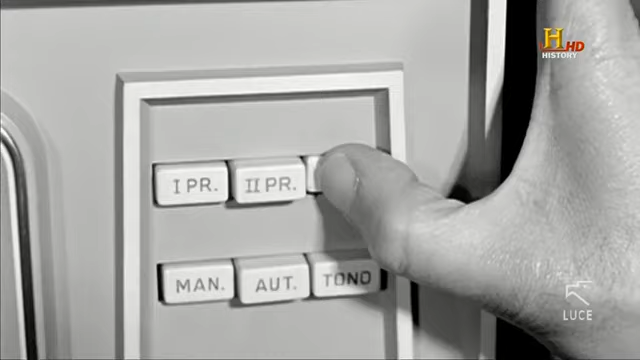 H HD
HISTORY
I PR. II PR.
MAN. AUT. TONO
LUCE